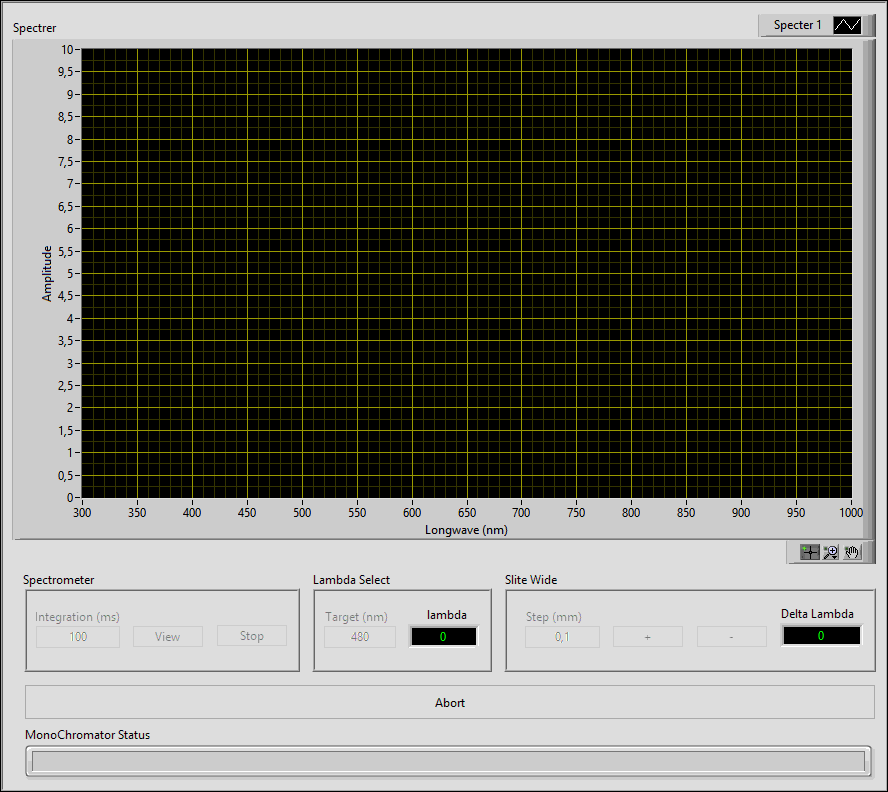 Spectrer
Specter 1
10
9,5
9
8,5
8
7,5
7
6,5
6
5,5
5
4,5
4
3,5
3
2,5
2
1,5
1
0,5
0
Amplitude
300 350 400 450 500 550 600 650 700 750 800 850 900 950 1000
Longwave (nm)
Spectrometer
Integration (ms)
100 View Stop
Lambda Select
Target (nm) lambda
480 0
Slite Wide
Step (mm) Delta Lambda
0,1 + - 0
Abort
MonoChromator Status